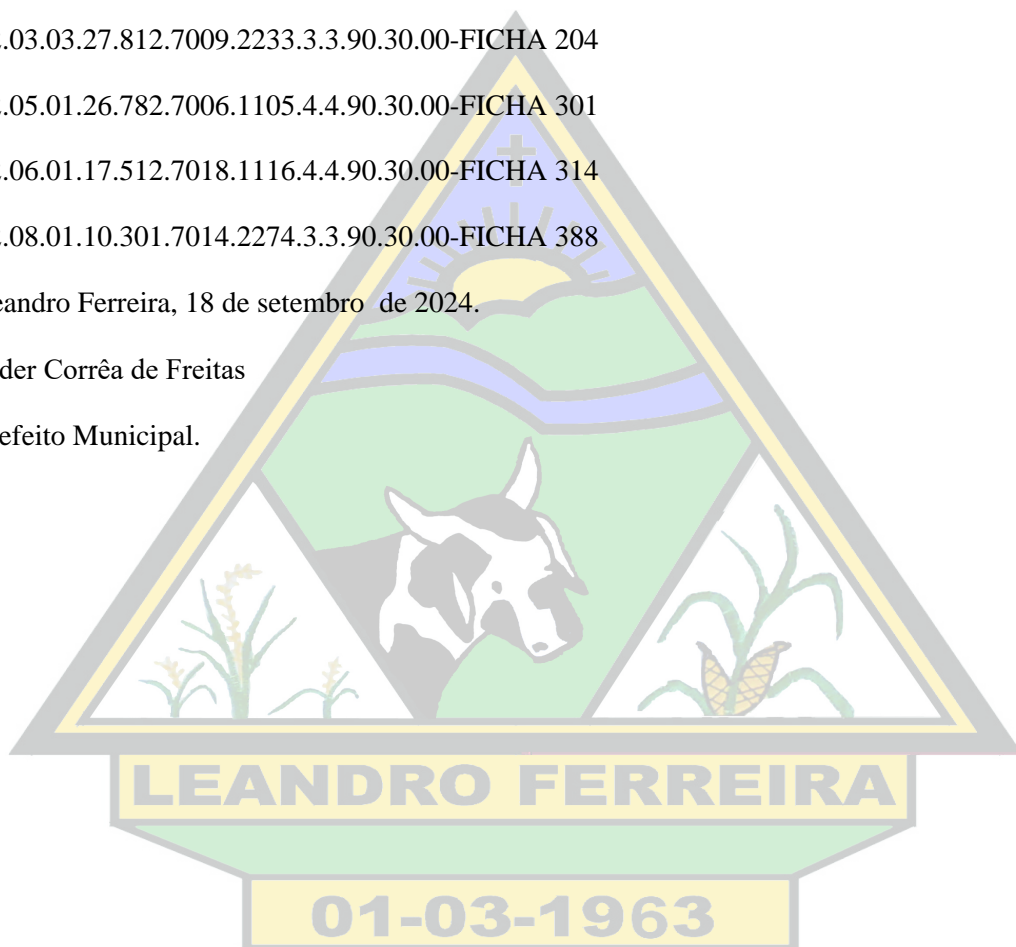 .03.03.27.812.7009.2233.3.3.90.30.00-FICHA 204
.05.01.26.782.7006.1105.4.4.90.30.00-FICHA 301
.06.01.17.512.7018.1116.4.4.90.30.00-FICHA 314
.08.01.10.301.7014.2274.3.3.90.30.00-FICHA 388
eandro Ferreira, 18 de setembro de 2024.
der Corrêa de Freitas
efeito Municipal.
LEANDRO FERREIRA
01-03-1963